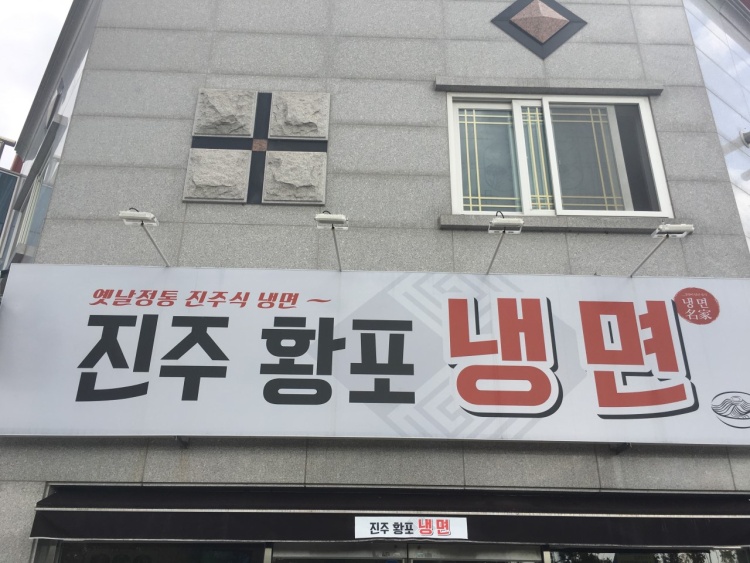 옛날정통 진주식 냉면 ~
진주 황포 냉면
냉면
名家
진주 황포 냉면